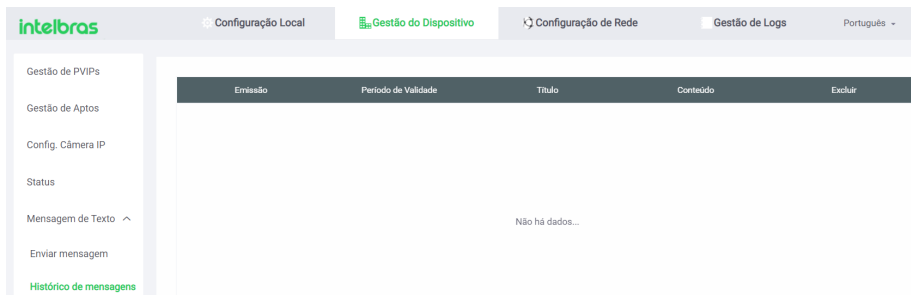 intelbras
Configuração Local
Gestão do Dispositivo
Configuração de Rede
Gestão de Logs
Português
Gestão de PVIPs
Gestão de Aptos
Config. Câmera IP
Status
Mensagem de Texto
Enviar mensagem
Histórico de mensagens
Emissão Período de Validade Título Conteúdo Excluir
Não há dados...